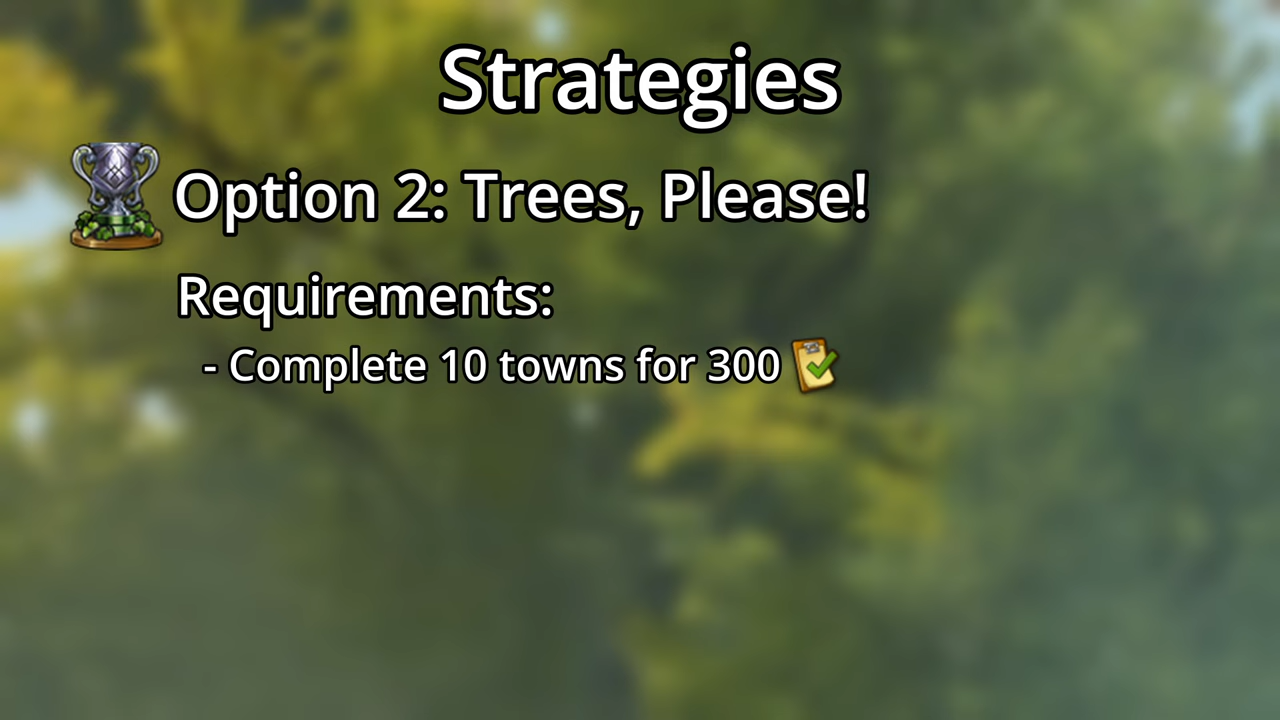 Strategies
Option 2: Trees, Please!
Requirements:
- Complete 10 towns for 300